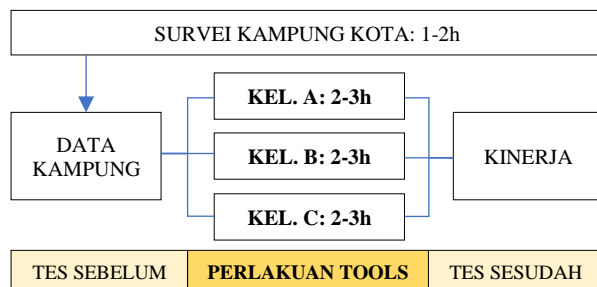 SURVEI KAMPUNG KOTA: 1-2h
KEL. A: 2-3h
DATA
KAMPUNG
KEL. B: 2-3h
KINERJA
KEL. C: 2-3h
TES SEBELUM
PERLAKUAN TOOLS
TES SESUDAH